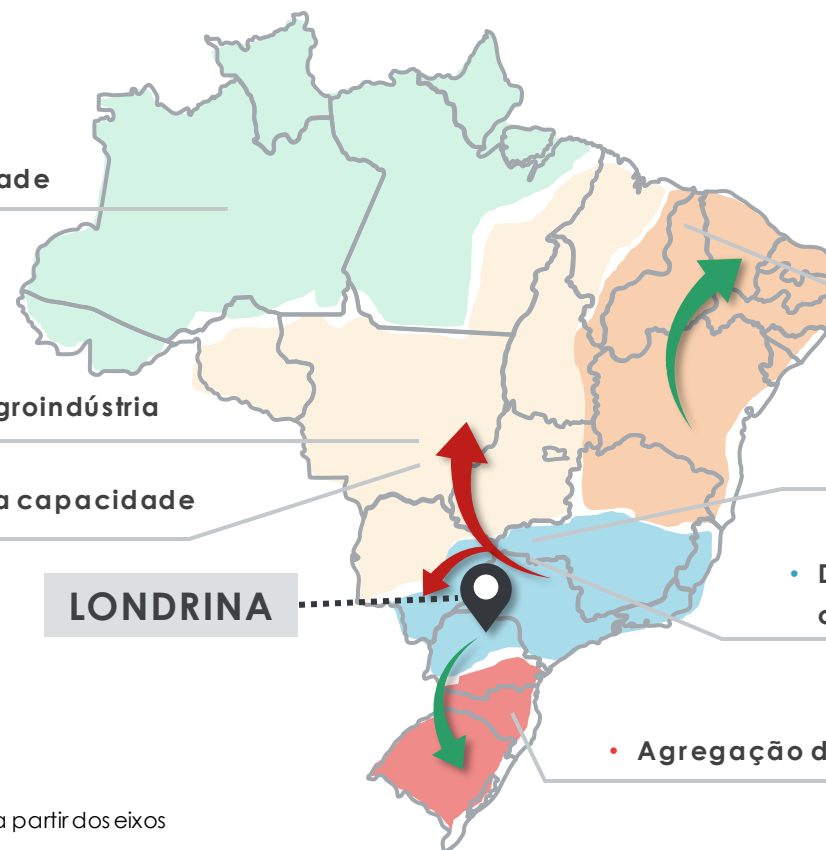 ade
groindústria
a capacidade
LONDRINA
• D
c
• Agregação d
a partir dos eixos